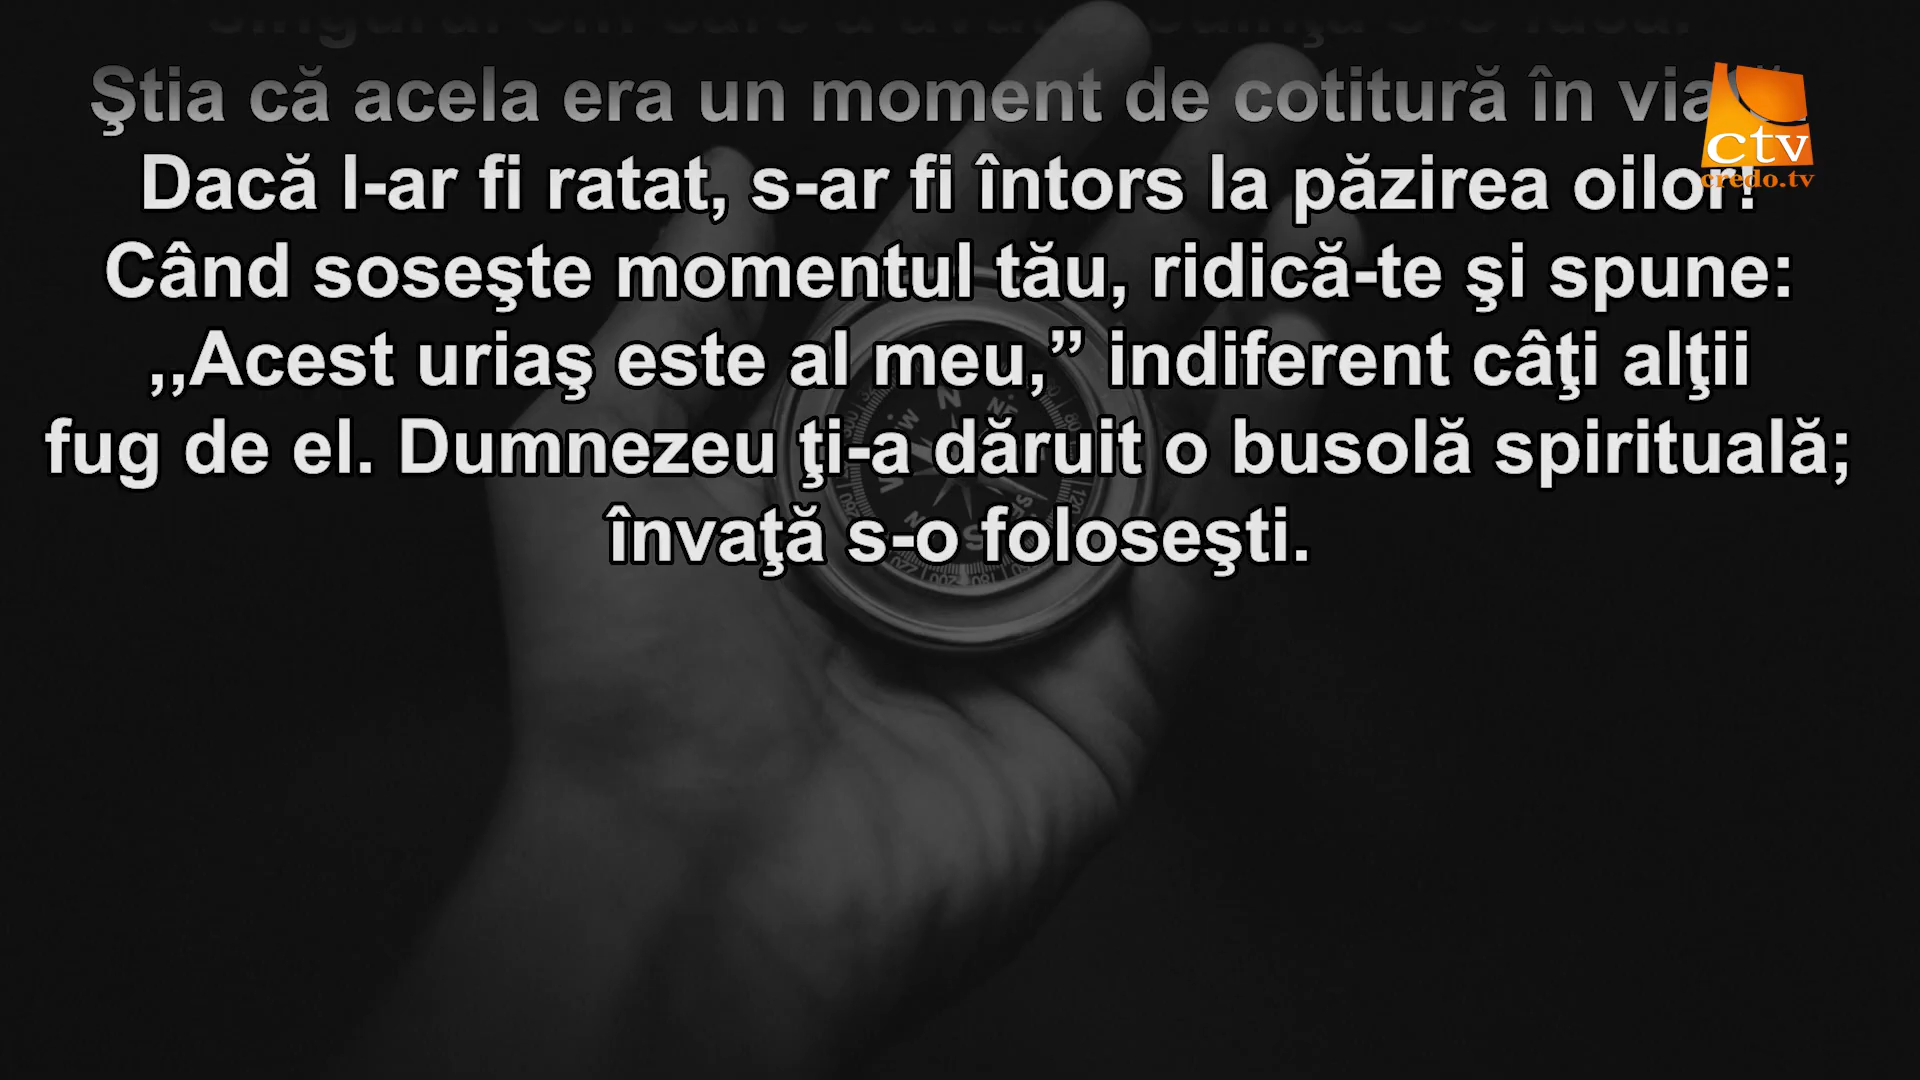 Ştia că acela era un moment de cotitură în
Dacă l-ar fi ratat, s-ar fi întors la păzirea oilor!
Când soseşte momentul tău, ridică-te şi spune:
,,Acest uriaş este al meu,” indiferent câţi alţii
fug de el. Dumnezeu ţi-a dăruit o busolă spirituală;
învaţă s-o foloseşti.
ctv
credo.tv
N
W
S